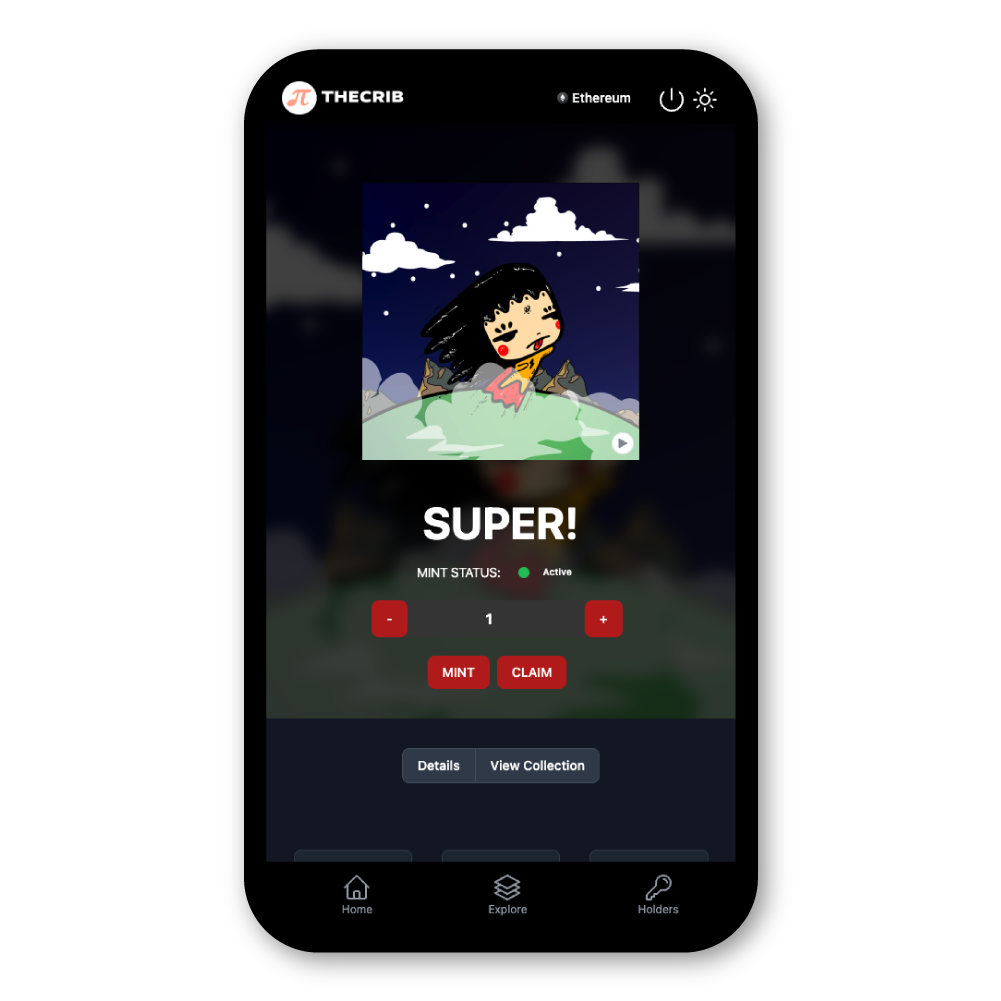 THECRIB
Ethereum
SUPER!
MINT STATUS: Active
- 1 +
MINT CLAIM
Details View Collection
Home Explore Holders